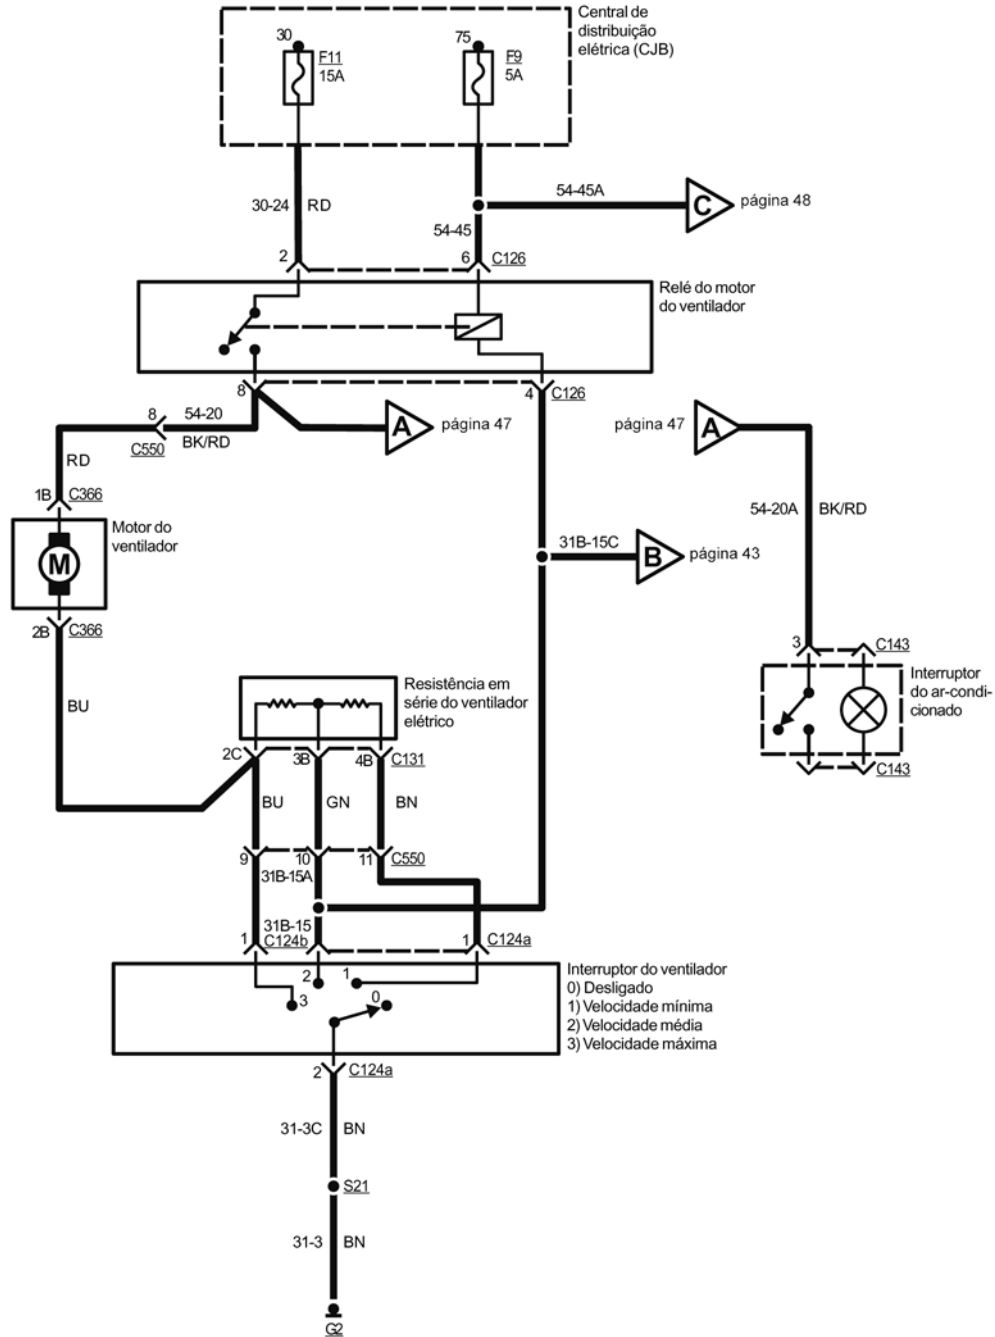 Central de
distribuição
elétrica (CJB)
30
F11
15A
75
F9
5A
30-24 RD
54-45A
C página 48
54-45
2
6 C126
Relé do motor
do ventilador
8
4 C126
8 54-20
C550 BK/RD
A página 47
página 47 A
RD
1B C366
Motor do
ventilador
M
2B C366
54-20A BK/RD
31B-15C
B página 43
3
C143
Interruptor
do ar-condi-
cionado
C143
BU
Resistência em
série do ventilador
elétrico
2C 3B 4B C131
BU GN BN
9 10 11 C550
31B-15A
31B-15
1 C124b 1 C124a
2 1
3 0
Interruptor do ventilador
0) Desligado
1) Velocidade mínima
2) Velocidade média
3) Velocidade máxima
2 C124a
31-3C BN
S21
31-3 BN
G2